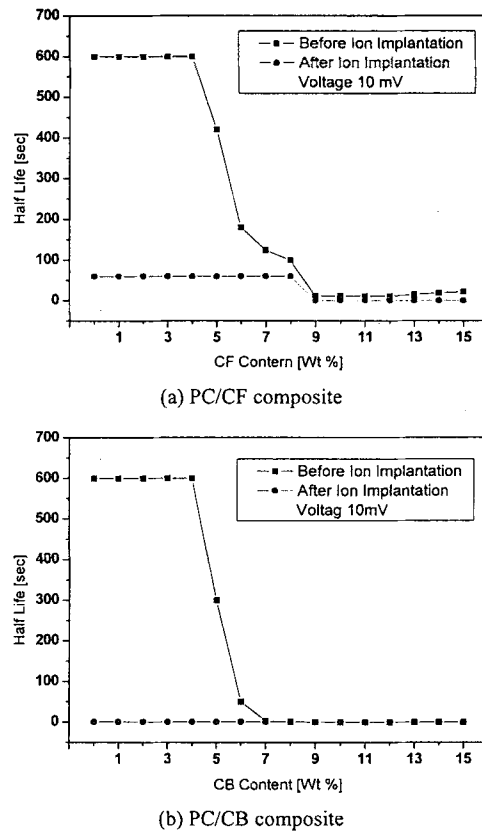 700
600
500
400
300
200
100
0
Half Life [sec]
Before Ion Implantation
After Ion Implantation
Voltage 10 mV
1 3 5 7 9 11 13 15
CF Contern [Wt %]
(a) PC/CF composite
700
600
500
400
300
200
100
0
Half Life [sec]
Before Ion Implantation
After Ion Implantation
Voltag 10mV
1 3 5 7 9 11 13 15
CB Content [Wt %]
(b) PC/CB composite